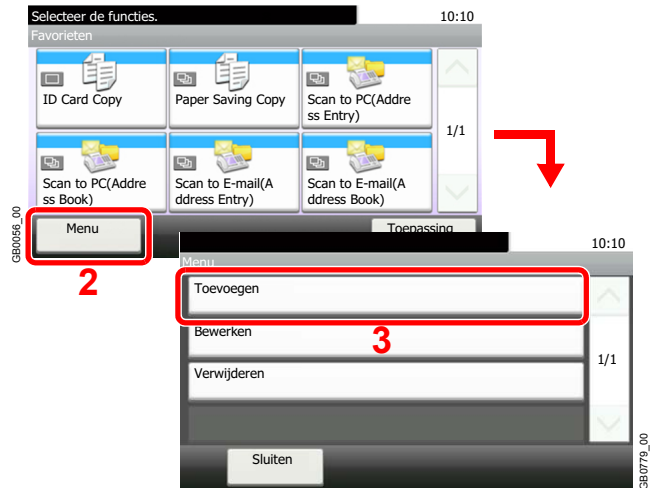 Selecteer de functies.
10:10
Favorieten
ID Card Copy
Paper Saving Copy
Scan to PC(Addre
ss Entry)
1/1
Scan to PC(Addre
ss Book)
Scan to E-mail(A
ddress Entry)
Scan to E-mail(A
ddress Book)
Menu
Toepassing
GB0056_00
2
10:10
Menu
Toevoegen
3
Bewerken
1/1
Verwijderen
Sluiten
GB0779_00